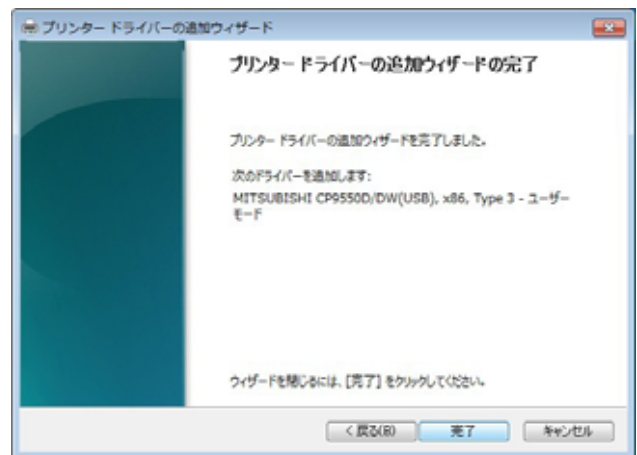 プリンター ドライバーの追加ウィザード
プリンター ドライバーの追加ウィザードの完了
プリンター ドライバーの追加ウィザードを完了しました。
次のドライバーを追加します:
MITSUBISHI CP9550D/DW(USB), x86, Type 3 - ユーザー
モード
ウィザードを閉じるには、[完了] をクリックしてください。
< 戻る(B)
完了
キャンセル